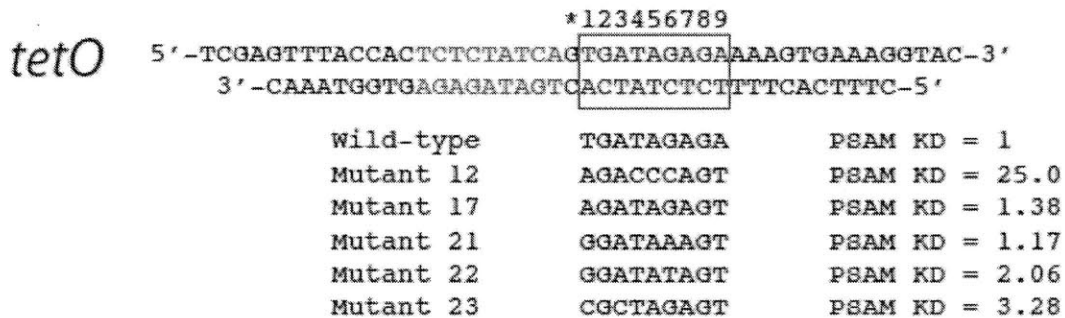 *123456789
tetO 5′-TCGAGTTTACCACTCTCTATCAGTGATAGAGAAAAGTGAAAGGTAC-3′
3′-CAAATGGTGAGAGATAGTCACTATCTCTTTTCACTTTC-5′
Wild-type TGATAGAGA PSAM KD = 1
Mutant 12 AGACCCAGT PSAM KD = 25.0
Mutant 17 AGATAGAGT PSAM KD = 1.38
Mutant 21 GGATAAAGT PSAM KD = 1.17
Mutant 22 GGATATAGT PSAM KD = 2.06
Mutant 23 CGCTAGAGT PSAM KD = 3.28